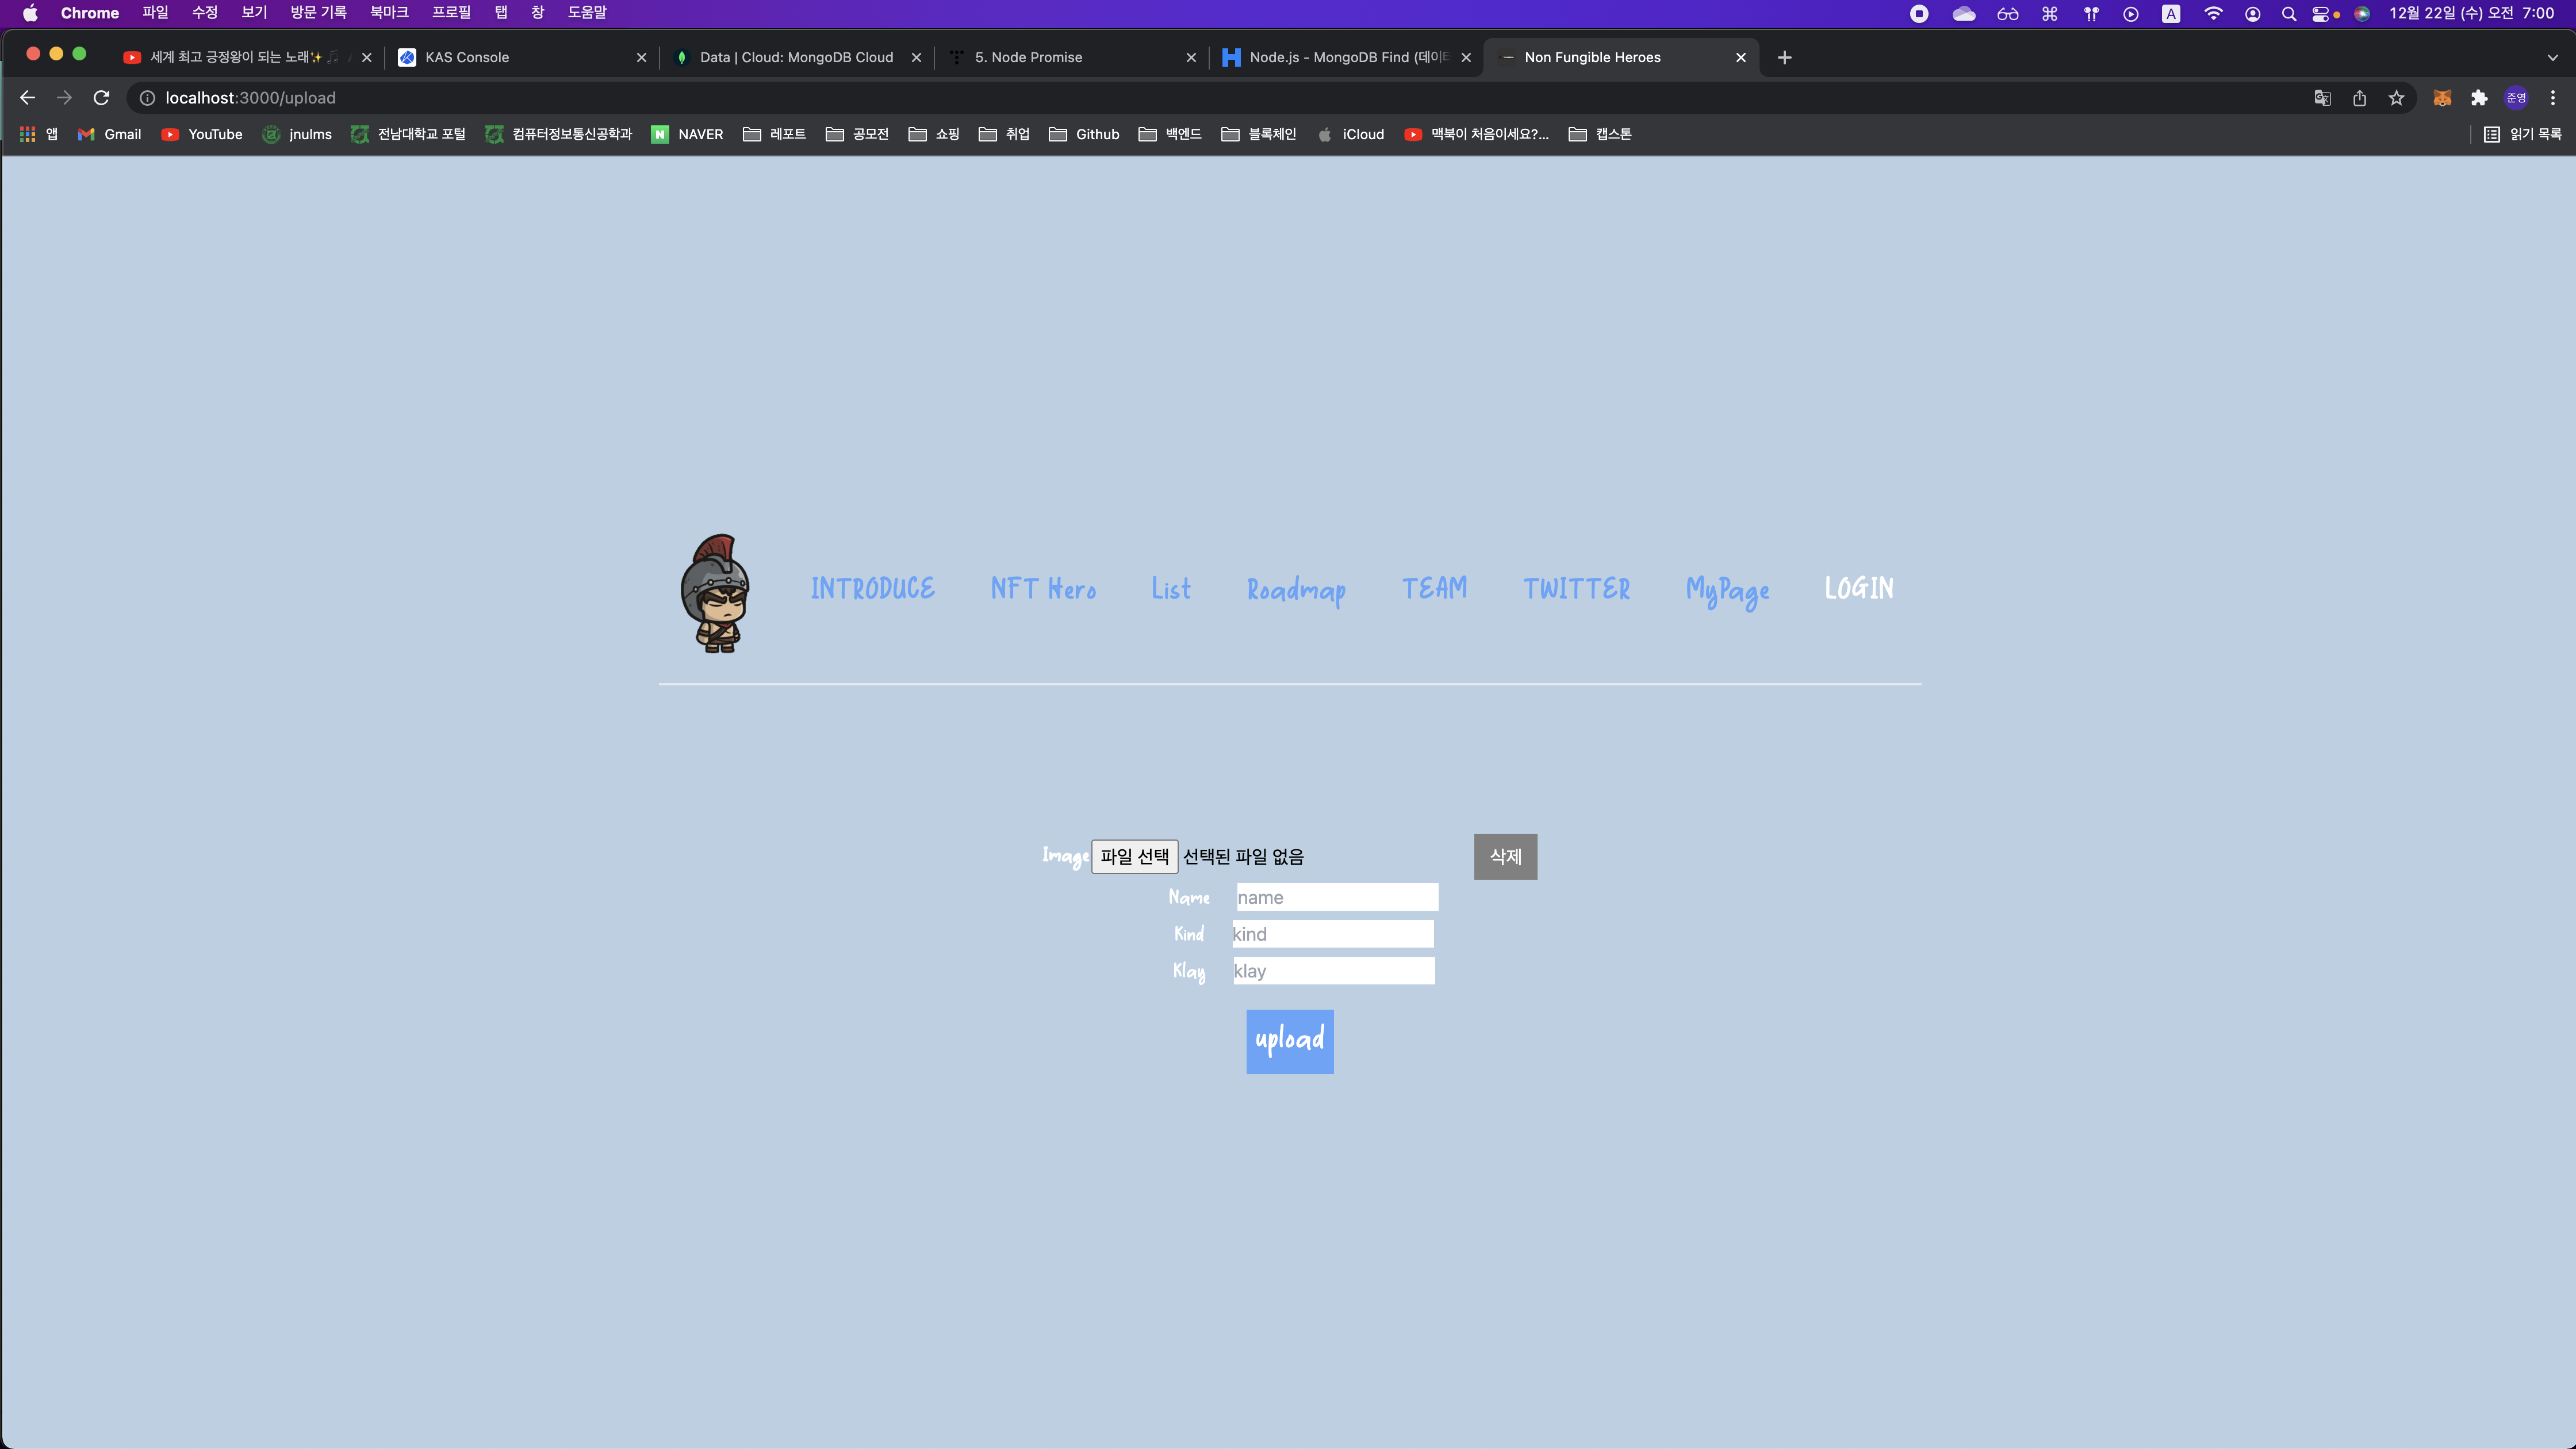 Chrome 파일 수정 보기 방문 기록 북마크 프로필 탭 창 도움말 A 12월 22일 (수) 오전 7:00
세계 최고 긍정왕이 되는 노래✨🎵 KAS Console Data | Cloud: MongoDB Cloud 5. Node Promise Node.js - MongoDB Find (데이터 Non Fungible Heroes
localhost:3000/upload 준영
앱 Gmail YouTube jnulms 전남대학교 포털 컴퓨터정보통신공학과 N NAVER 레포트 공모전 쇼핑 취업 Github 백엔드 블록체인 iCloud 맥북이 처음이세요?... 캡스톤 읽기 목록
INTRODUCE NFT Hero List Roadmap TEAM TWITTER MyPage LOGIN
Image 파일 선택 선택된 파일 없음 삭제
Name name
Kind kind
Klay klay
upload